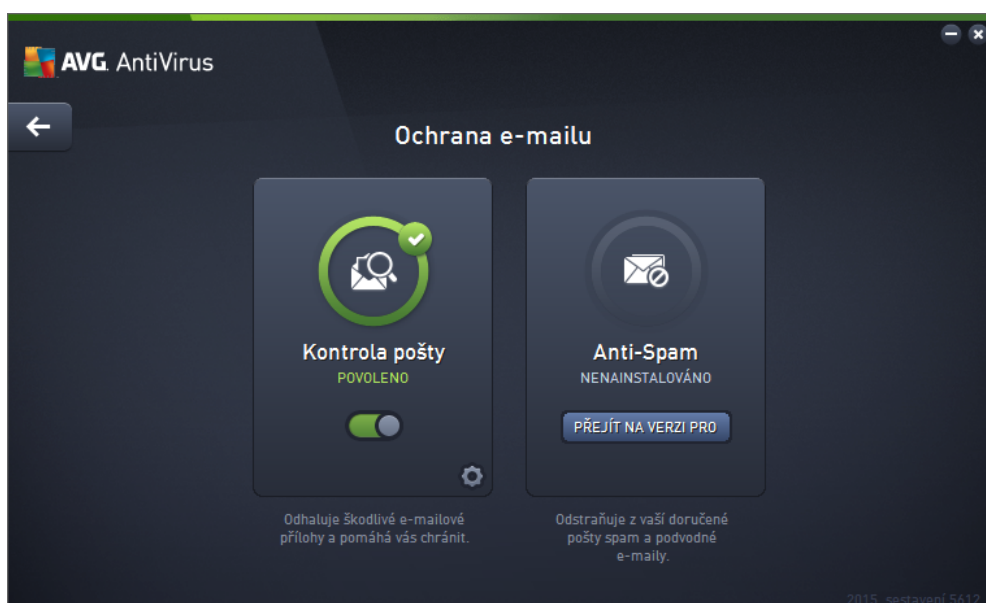 AVG. AntiVirus
Ochrana e-mailu
Kontrola pošty
POVOLENO
Odhaluje škodlivé e-mailové
přílohy a pomáhá vás chránit.
Anti-Spam
NENAINSTALOVÁNO
PŘEJÍT NA VERZI PRO
Odstraňuje z vaší doručené
pošty spam a podvodné
e-maily.
2015, sestavení 5612